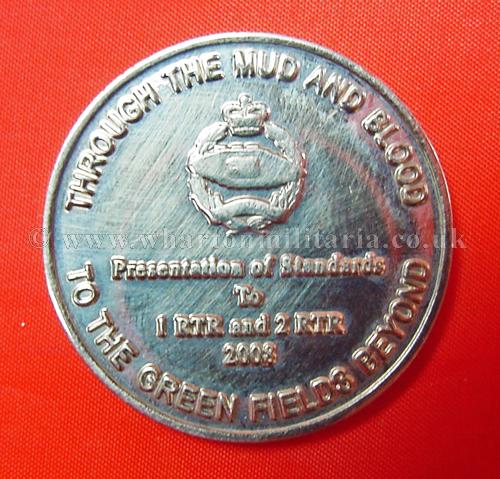 THROUGH THE MUD AND BLOOD
Presentation of Standards
To
1 RTR and 2 RTR
2008
TO THE GREEN FIELDS BEYOND
© www.whartonmilitaria.co.uk